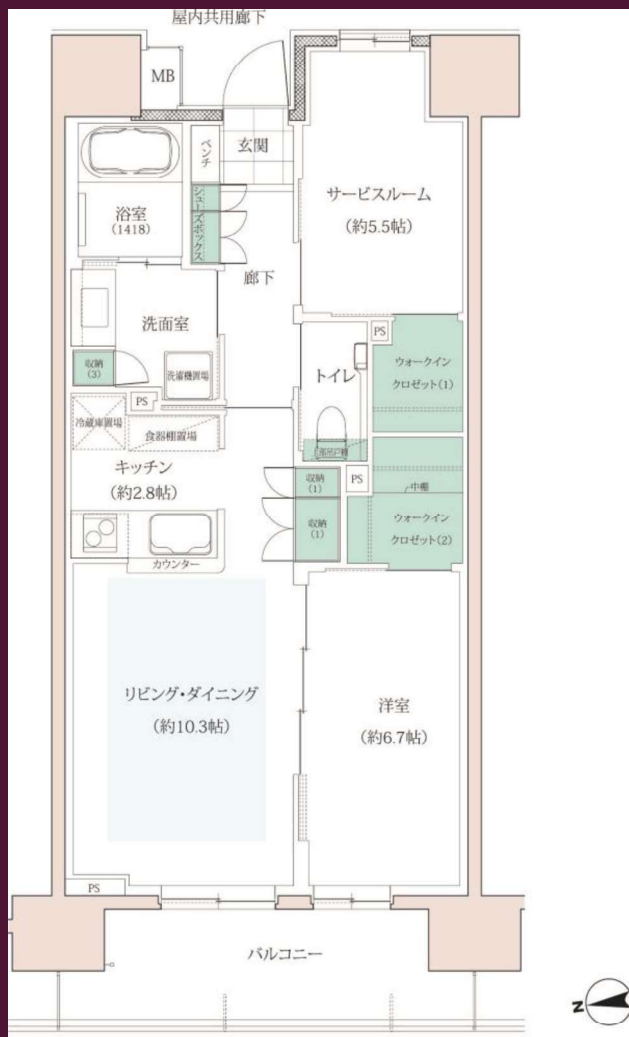 屋内共用廊下
MB
ベンチ
玄関
サービスルーム
(約5.5帖)
浴室
(1418)
シューズボックス
廊下
洗面室
収納
(3)
洗濯機置場
PS
トイレ
PS
ウォークイン
クロゼット(1)
冷蔵庫置場
食器棚置場
キッチン
(約2.8帖)
収納
(1)
PS
中棚
収納
(1)
ウォークイン
クロゼット(2)
カウンター
リビング・ダイニング
(約10.3帖)
洋室
(約6.7帖)
PS
バルコニー
N